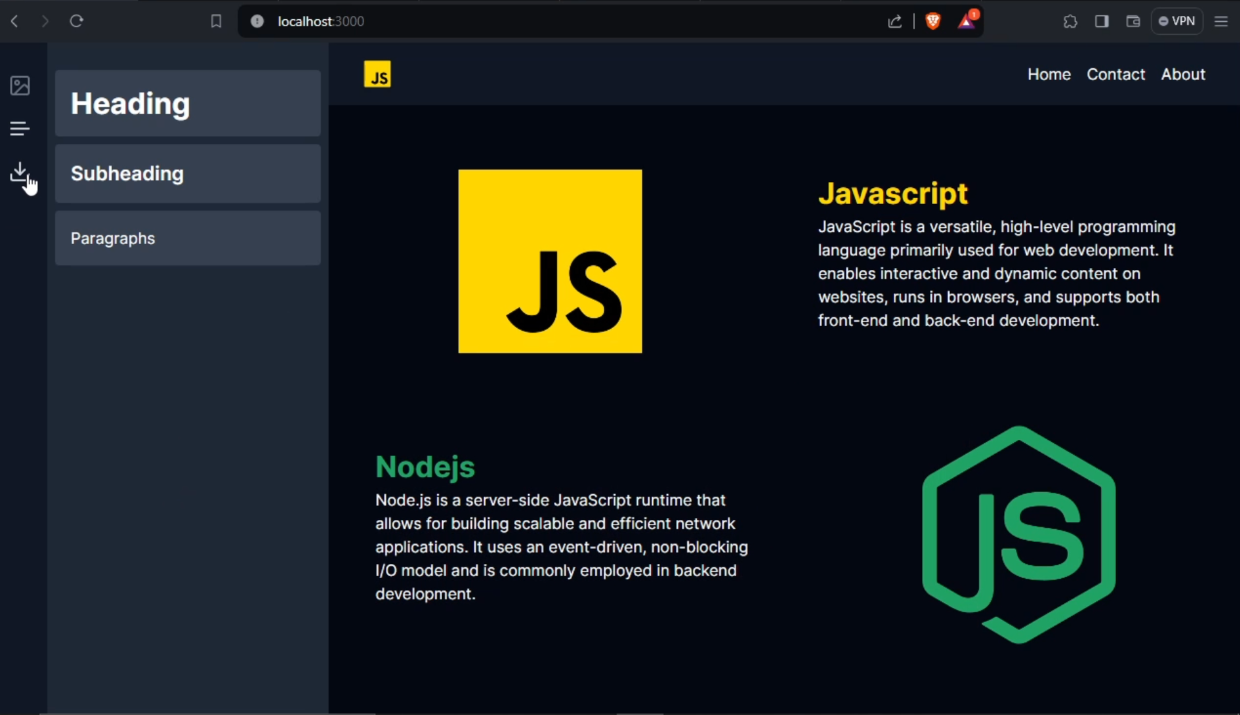 localhost:3000
1
VPN
Heading
Subheading
Paragraphs
JS
Home Contact About
JS
Javascript
JavaScript is a versatile, high-level programming
language primarily used for web development. It
enables interactive and dynamic content on
websites, runs in browsers, and supports both
front-end and back-end development.
Nodejs
Node.js is a server-side JavaScript runtime that
allows for building scalable and efficient network
applications. It uses an event-driven, non-blocking
I/O model and is commonly employed in backend
development.
JS